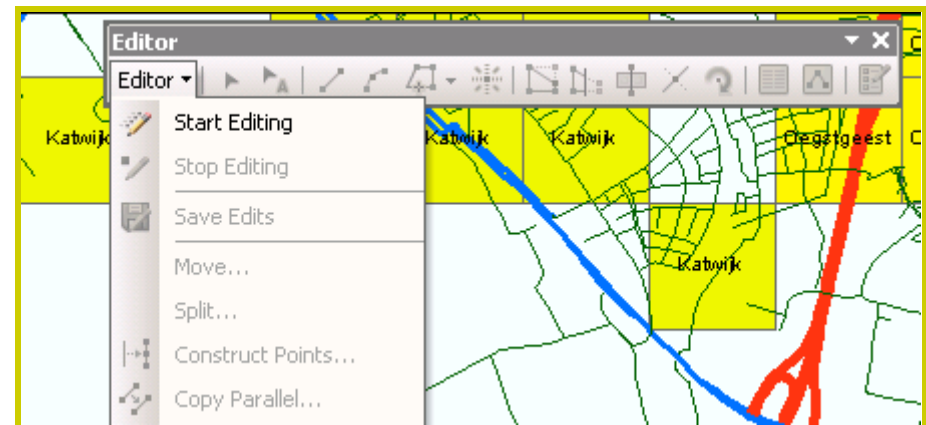 Editor
Editor
Start Editing
Katwijk Katwijk Katwijk Oegstgeest
Stop Editing
Save Edits
Move...
Katwijk
Split...
Construct Points...
Copy Parallel...